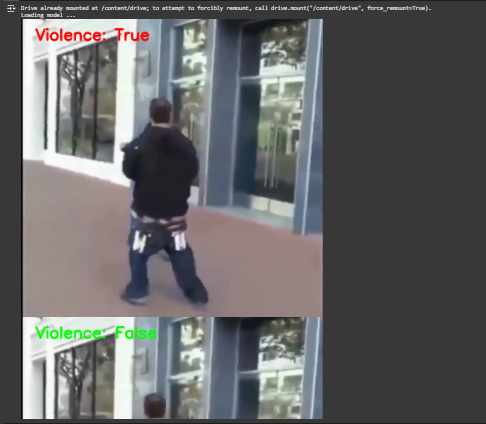 Drive already mounted at /content/drive; to attempt to forcibly remount, call drive.mount("/content/drive", force_remount=True).
Loading model ...
Violence: True
Violence: False